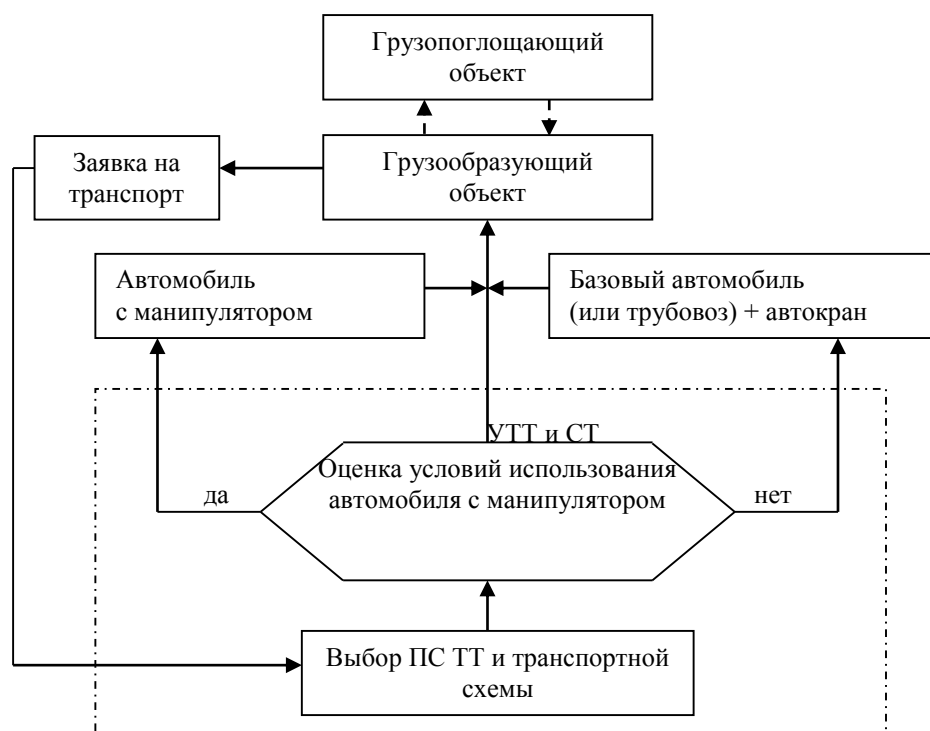 Грузопоглощающий
объект
Заявка на
транспорт
Грузообразующий
объект
Автомобиль
с манипулятором
Базовый автомобиль
(или трубовоз) + автокран
УТТ и СТ
Оценка условий использования
автомобиля с манипулятором
да
нет
Выбор ПС ТТ и транспортной
схемы